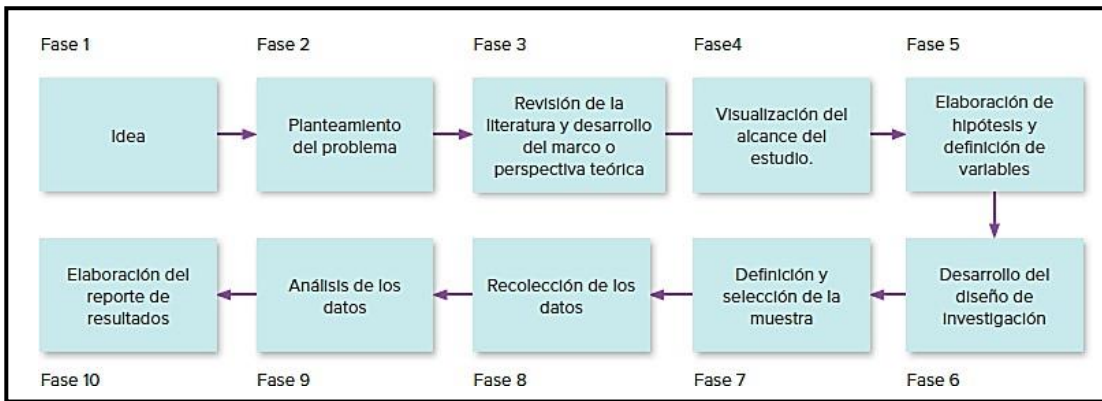 Fase 1
Fase 2
Fase 3
Fase4
Fase 5
Idea
Planteamiento
del problema
Revisión de la
literatura y desarrollo
del marco o
perspectiva teórica
Visualización del
alcance del
estudio.
Elaboración de
hipótesis y
definición de
variables
Elaboración del
reporte de
resultados
Análisis de los
datos
Recolección de los
datos
Definición y
selección de la
muestra
Desarrollo del
diseño de
investigación
Fase 10
Fase 9
Fase 8
Fase 7
Fase 6